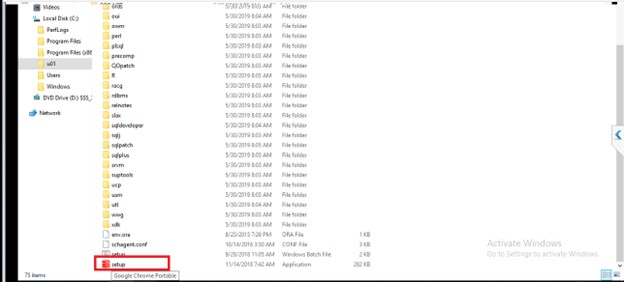 Videos
Local Disk (C:)
PerfLogs
Program Files
Program Files (x86
u01
Users
Windows
DVD Drive (D:) SSS_
Network
oui 5/30/2019 8:03 AM File folder
owm 5/30/2019 8:03 AM File folder
perl 5/30/2019 8:03 AM File folder
plsql 5/30/2019 8:03 AM File folder
precomp 5/30/2019 8:03 AM File folder
QOpatch 5/30/2019 8:03 AM File folder
R 5/30/2019 8:03 AM File folder
racg 5/30/2019 8:03 AM File folder
rdbms 5/30/2019 8:05 AM File folder
relnotes 5/30/2019 8:03 AM File folder
slax 5/30/2019 8:03 AM File folder
sqldeveloper 5/30/2019 8:04 AM File folder
sqlj 5/30/2019 8:03 AM File folder
sqlpatch 5/30/2019 8:05 AM File folder
sqlplus 5/30/2019 8:03 AM File folder
srvm 5/30/2019 8:03 AM File folder
suptools 5/30/2019 8:03 AM File folder
ucp 5/30/2019 8:03 AM File folder
usm 5/30/2019 8:03 AM File folder
utl 5/30/2019 8:04 AM File folder
wwg 5/30/2019 8:03 AM File folder
xdk 5/30/2019 8:03 AM File folder
env.ora 8/25/2015 7:26 PM ORA File 1 KB
schagent.conf 10/14/2016 3:50 AM CONF File 3 KB
setup 9/26/2018 11:05 AM Windows Batch File 2 KB
setup 11/14/2018 7:42 AM Application 282 KB
Google Chrome Portable
Activate Windows
Go to Settings to activate Windows.
75 items